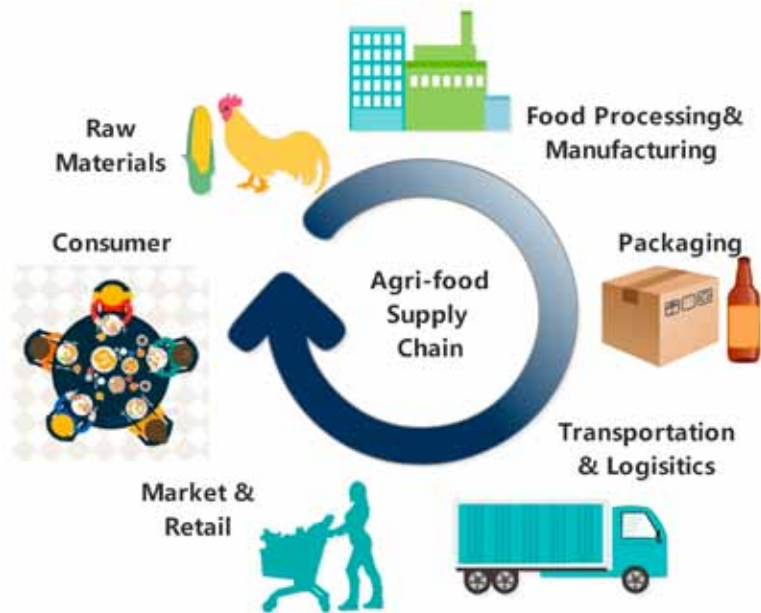 Raw
Materials
Food Processing&
Manufacturing
Consumer
Packaging
Agri-food
Supply
Chain
Transportation
& Logisitics
Market &
Retail